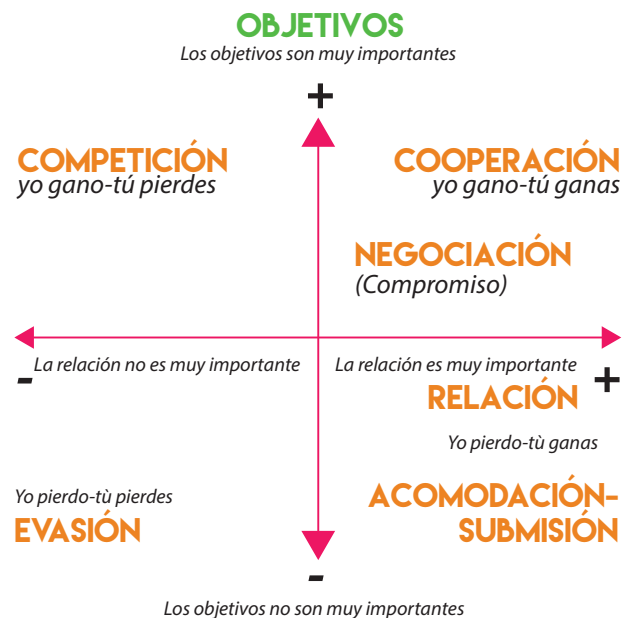 OBJETIVOS
Los objetivos son muy importantes
+
COMPETICIÓN
yo gano-tú pierdes
COOPERACIÓN
yo gano-tú ganas
NEGOCIACIÓN
(Compromiso)
La relación no es muy importante
La relación es muy importante
-
+
RELACIÓN
Yo pierdo-tù ganas
Yo pierdo-tù pierdes
EVASIÓN
ACOMODACIÓN-
SUBMISIÓN
-
Los objetivos no son muy importantes